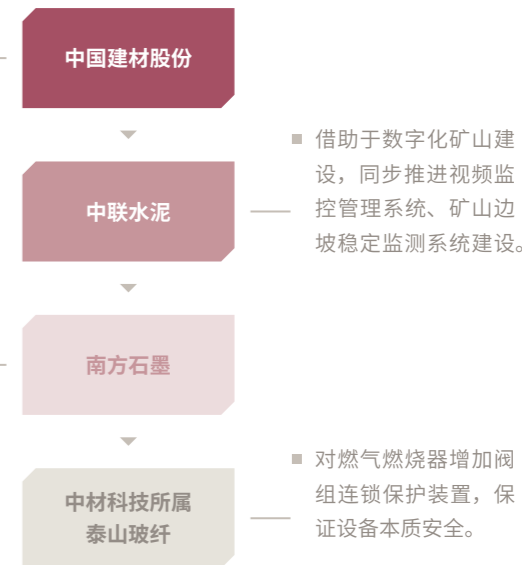 中国建材股份
借助于数字化矿山建
设，同步推进视频监
控管理系统、矿山边
坡稳定监测系统建设。
中联水泥
南方石墨
对燃气燃烧器增加阀
组连锁保护装置，保
证设备本质安全。
中材科技所属
泰山玻纤